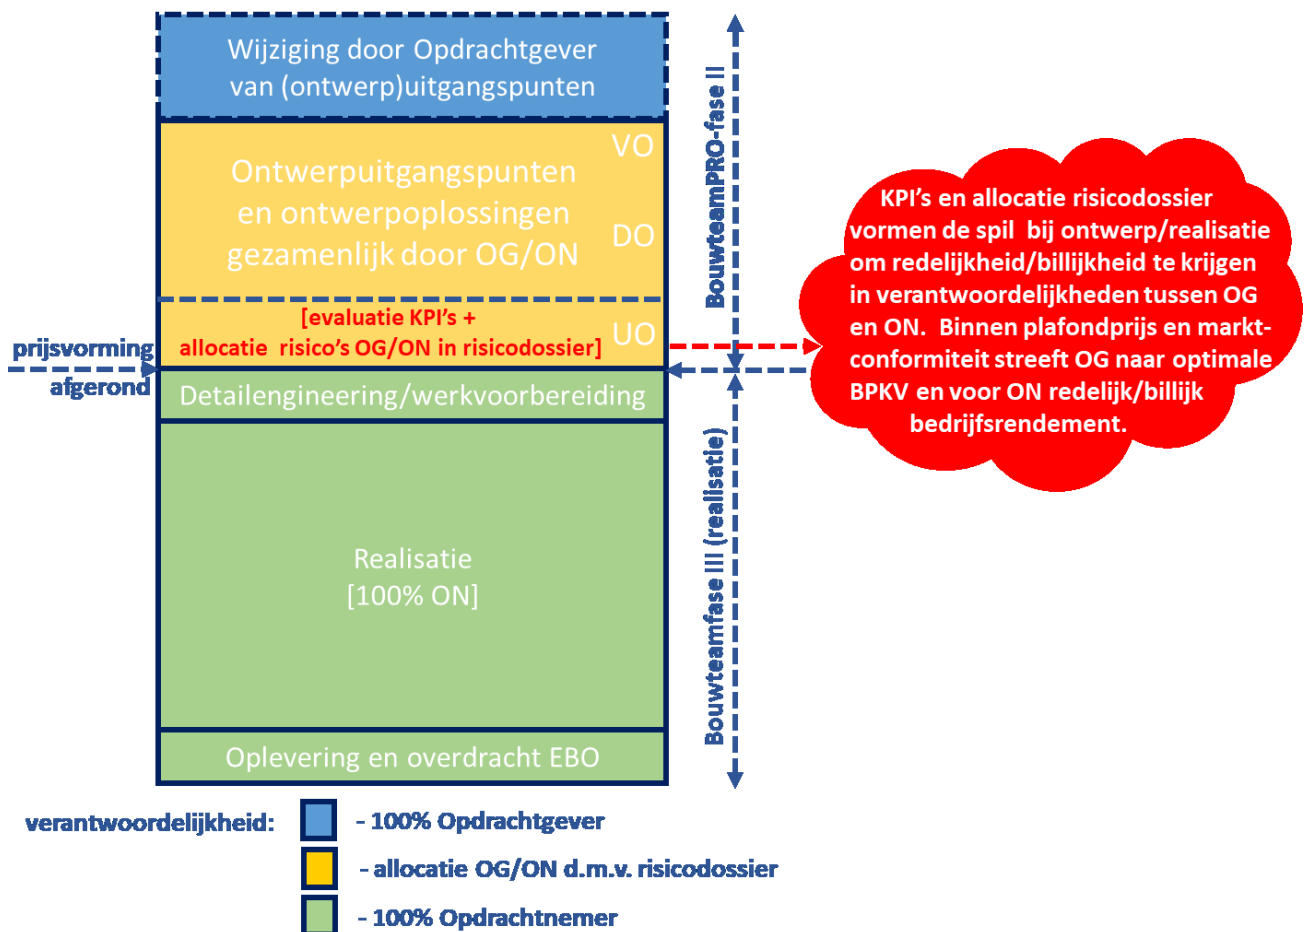 Wijziging door Opdrachtgever
van (ontwerp)uitgangspunten
VO
Ontwerpuitgangspunten
en ontwerpoplossingen
DO
gezamenlijk door OG/ON
[evaluatie KPI's +
UO
allocatie risico's OG/ON in risicodossier]
prijsvorming
afgerond
Detailengineering/werkvoorbereiding
Realisatie
[100% ON]
Oplevering en overdracht EBO
BouwteamPRO-fase II
Bouwteamfase III (realisatie)
KPI's en allocatie risicodossier
vormen de spil bij ontwerp/realisatie
om redelijkheid/billijkheid te krijgen
in verantwoordelijkheden tussen OG
en ON. Binnen plafondprijs en markt-
conformiteit streeft OG naar optimale
BPKV en voor ON redelijk/billijk
bedrijfsrendement.
verantwoordelijkheid:
- 100% Opdrachtgever
- allocatie OG/ON d.m.v. risicodossier
- 100% Opdrachtnemer